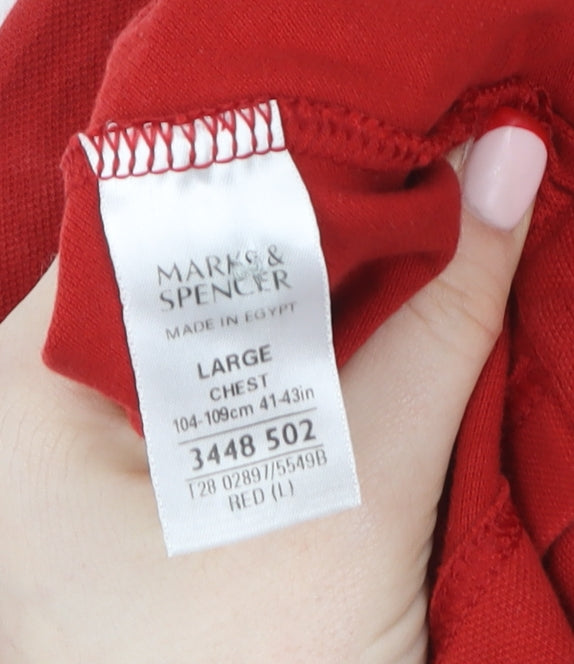 MARKS &
SPENCER
MADE IN EGYPT
LARGE
CHEST
104-109cm 41-43in
3448 502
T28 02897/5549B
RED (L)